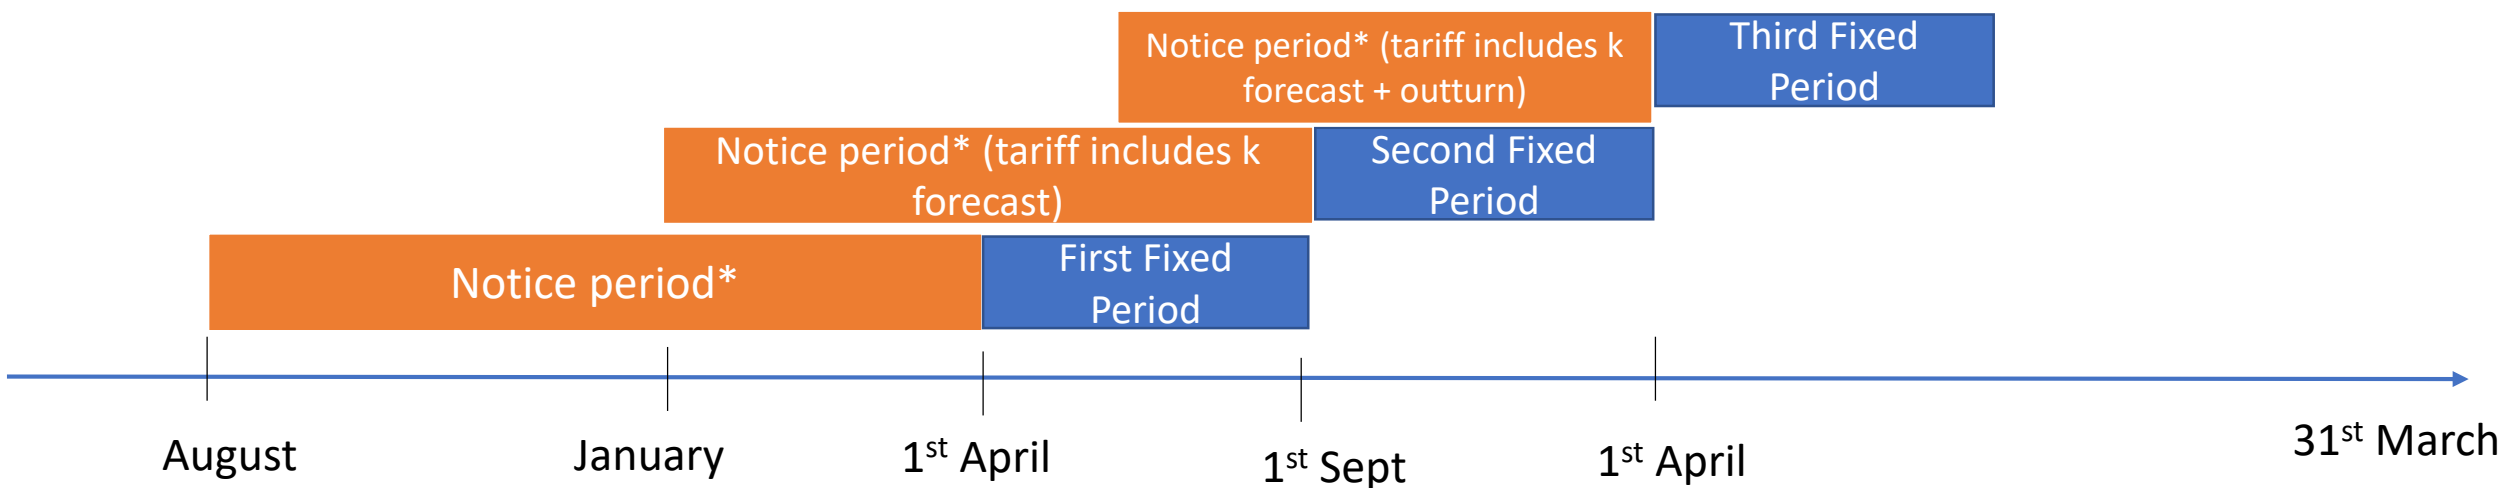 Notice period* (tariff includes k
forecast + outturn)
Third Fixed
Period
Notice period* (tariff includes k
forecast)
Second Fixed
Period
Notice period*
First Fixed
Period
August
January
1st April
1st Sept
1st April
31st March